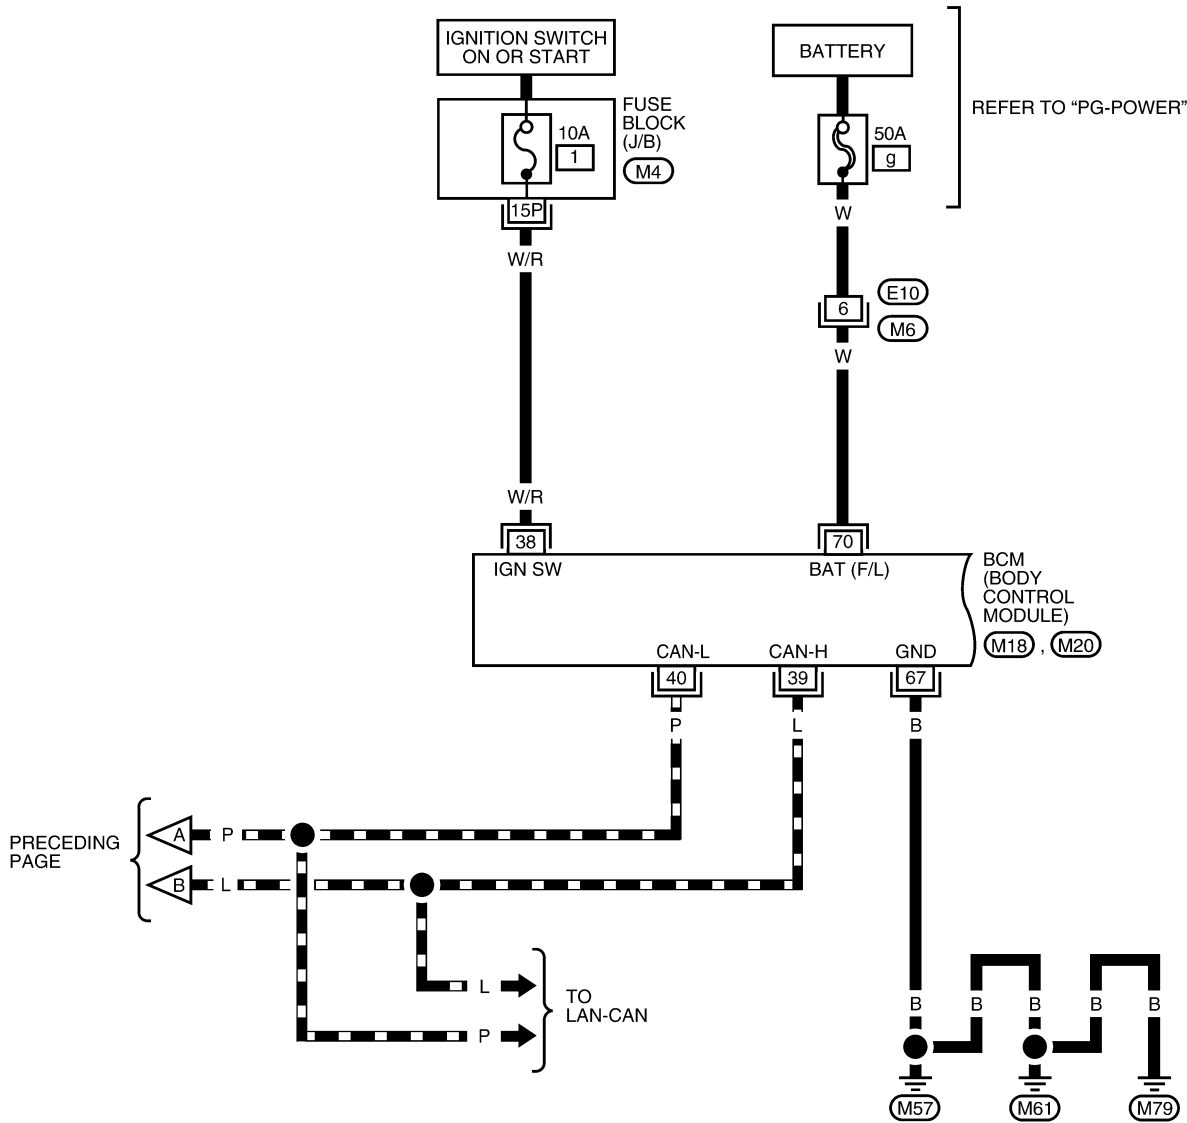 IGNITION SWITCH
ON OR START
BATTERY
REFER TO “PG-POWER”
FUSE
BLOCK
(J/B)
M4
10A
1
50A
g
15P
W
W/R
E10
6
M6
W
W/R
38
70
IGN SW
BAT (F/L)
BCM
(BODY
CONTROL
MODULE)
M18 , M20
CAN-L
CAN-H
GND
40
39
67
P
L
B
PRECEDING
PAGE
A
P
B
L
L
P
TO
LAN-CAN
B
B
B
B
B
M57
M61
M79